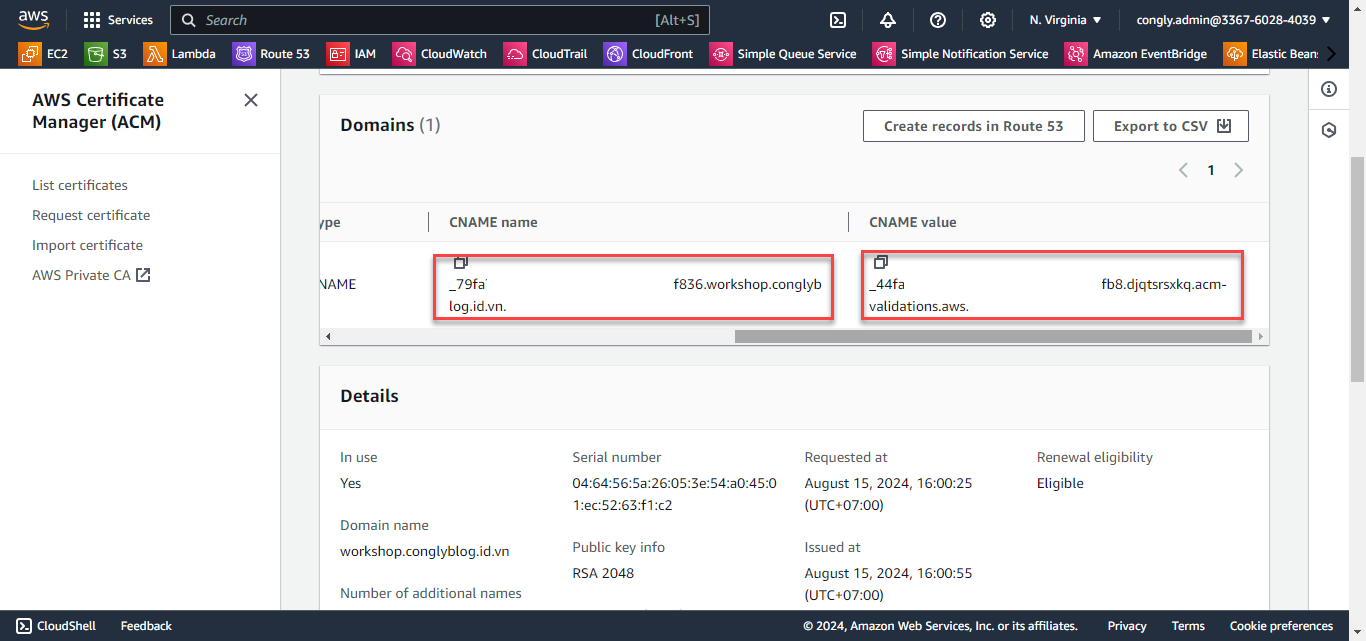 aws
Services
Search
[Alt+S]
N. Virginia
congly.admin@3367-6028-4039
EC2
S3
Lambda
Route 53
IAM
CloudWatch
CloudTrail
CloudFront
Simple Queue Service
Simple Notification Service
Amazon EventBridge
Elastic Bean
AWS Certificate
Manager (ACM)
List certificates
Request certificate
Import certificate
AWS Private CA
Domains (1)
Create records in Route 53
Export to CSV
1
ype
CNAME name
CNAME value
NAME
_79fa
f836.workshop.conglyb
log.id.vn.
_44fa
fb8.djqtsrsxkq.acm-
validations.aws.
Details
In use
Yes
Domain name
workshop.conglyblog.id.vn
Number of additional names
Serial number
04:64:56:5a:26:05:3e:54:a0:45:0
1:ec:52:63:f1:c2
Public key info
RSA 2048
Requested at
August 15, 2024, 16:00:25
(UTC+07:00)
Issued at
August 15, 2024, 16:00:55
(UTC+07:00)
Renewal eligibility
Eligible
CloudShell
Feedback
© 2024, Amazon Web Services, Inc. or its affiliates.
Privacy
Terms
Cookie preferences